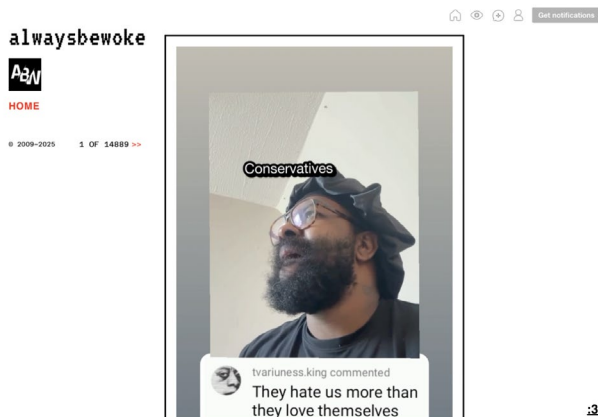 Get notifications
alwaysbewoke
ABW
HOME
© 2009–2025
1 OF 14889 >>
Conservatives
tvariuness.king commented
They hate us more than
they love themselves
:3